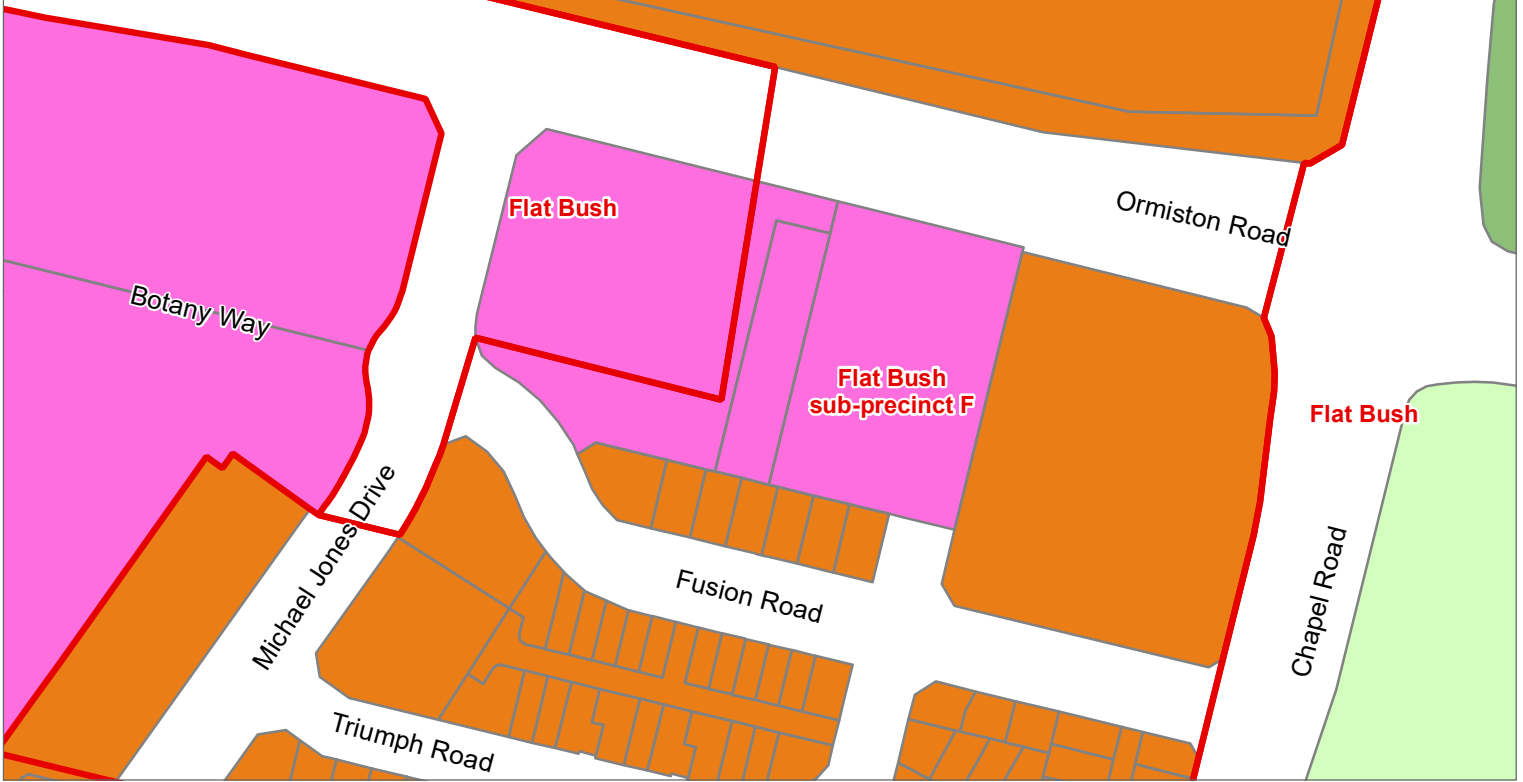 Ormiston Road
Flat Bush
Botany Way
Flat Bush
sub-precinct F
Flat Bush
Michael Jones Drive
Fusion Road
Chapel Road
Triumph Road